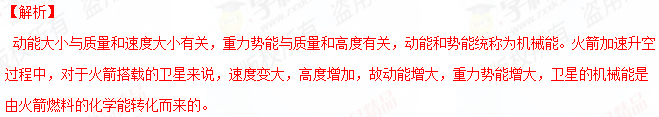 【解析】
动能大小与质量和速度大小有关，重力势能与质量和高度有关，动能和势能统称为机械能。火箭加速升空
过程中，对于火箭搭载的卫星来说，速度变大，高度增加，故动能增大，重力势能增大，卫星的机械能是
由火箭燃料的化学能转化而来的。